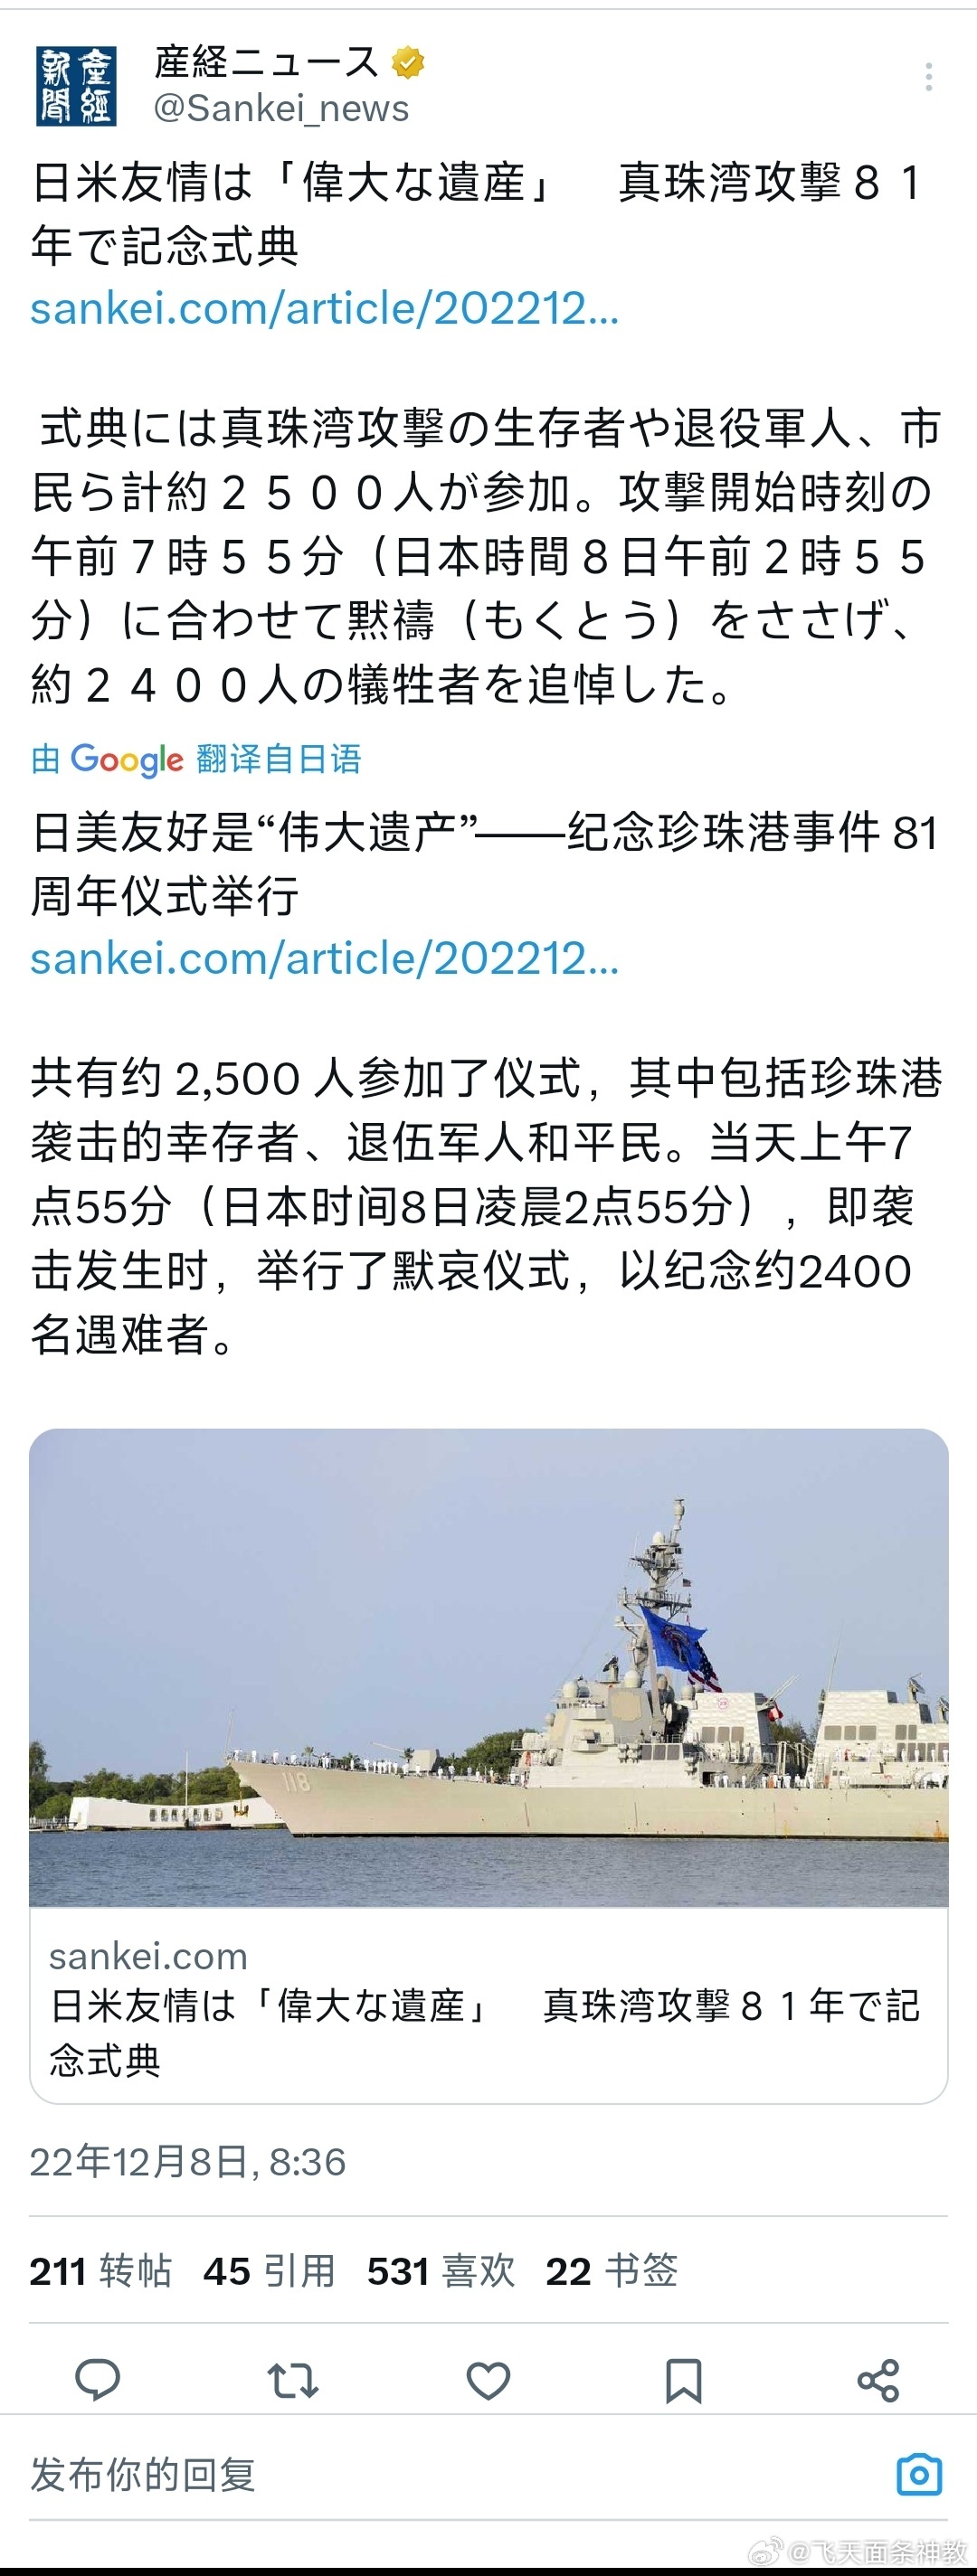 産經
新聞
産経ニュース
@Sankei_news
日米友情は「偉大な遺産」　真珠湾攻撃８１
年で記念式典
sankei.com/article/202212...
式典には真珠湾攻撃の生存者や退役軍人、市
民ら計約２５００人が参加。攻撃開始時刻の
午前７時５５分（日本時間８日午前２時５５
分）に合わせて黙禱（もくとう）をささげ、
約２４００人の犠牲者を追悼した。
由 Google 翻译自日语
日美友好是“伟大遗产”——纪念珍珠港事件 81
周年仪式举行
sankei.com/article/202212...
共有约 2,500 人参加了仪式，其中包括珍珠港
袭击的幸存者、退伍军人和平民。当天上午7
点55分（日本时间8日凌晨2点55分），即袭
击发生时，举行了默哀仪式，以纪念约2400
名遇难者。
118
sankei.com
日米友情は「偉大な遺産」　真珠湾攻撃８１年で記
念式典
22年12月8日, 8:36
211 转帖 45 引用 531 喜欢 22 书签
发布你的回复
@飞天面条神教